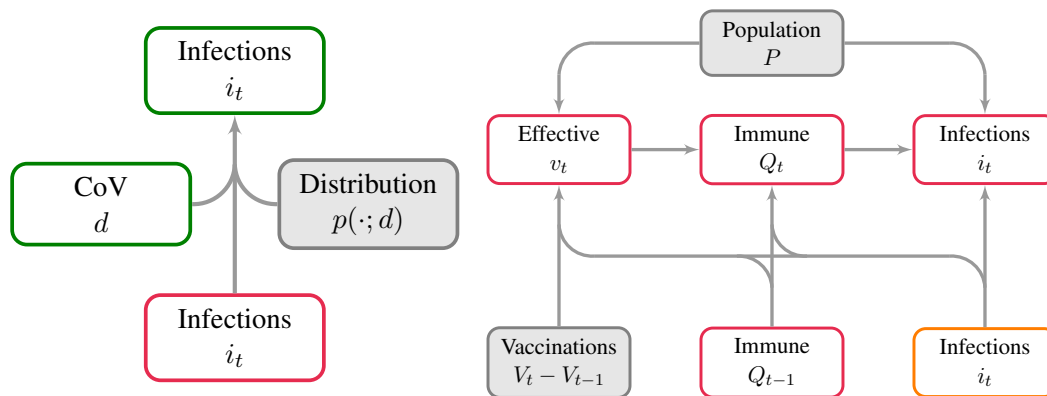 Infections
i_t
CoV
d
Distribution
p(·; d)
Infections
i_t
Population
P
Effective
v_t
Immune
Q_t
Infections
i_t
Vaccinations
V_t − V_{t−1}
Immune
Q_{t−1}
Infections
i_t